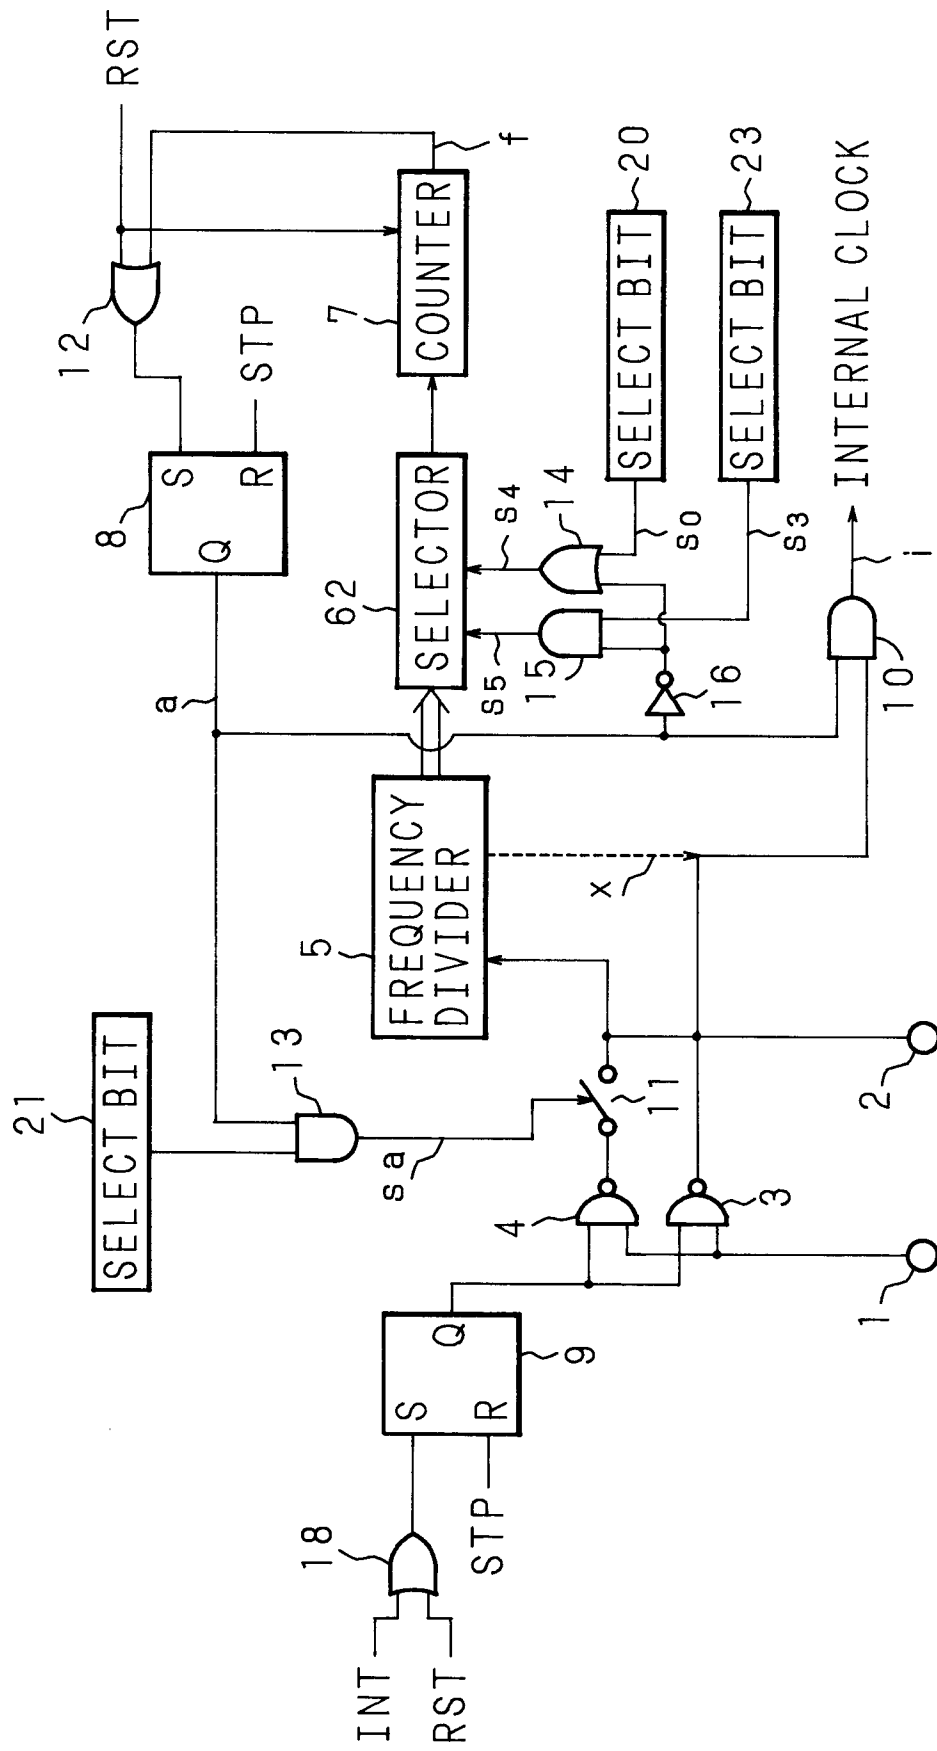 INT
RST
18
STP
S
R
Q
9
21
SELECT BIT
13
sa
4
3
11
1
2
5
FREQUENCY
DIVIDER
x
a
8
Q
S
R
STP
12
RST
62
SELECTOR
7
COUNTER
f
s5
s4
15
14
16
s0
s3
SELECT BIT
20
SELECT BIT
23
10
i
INTERNAL CLOCK